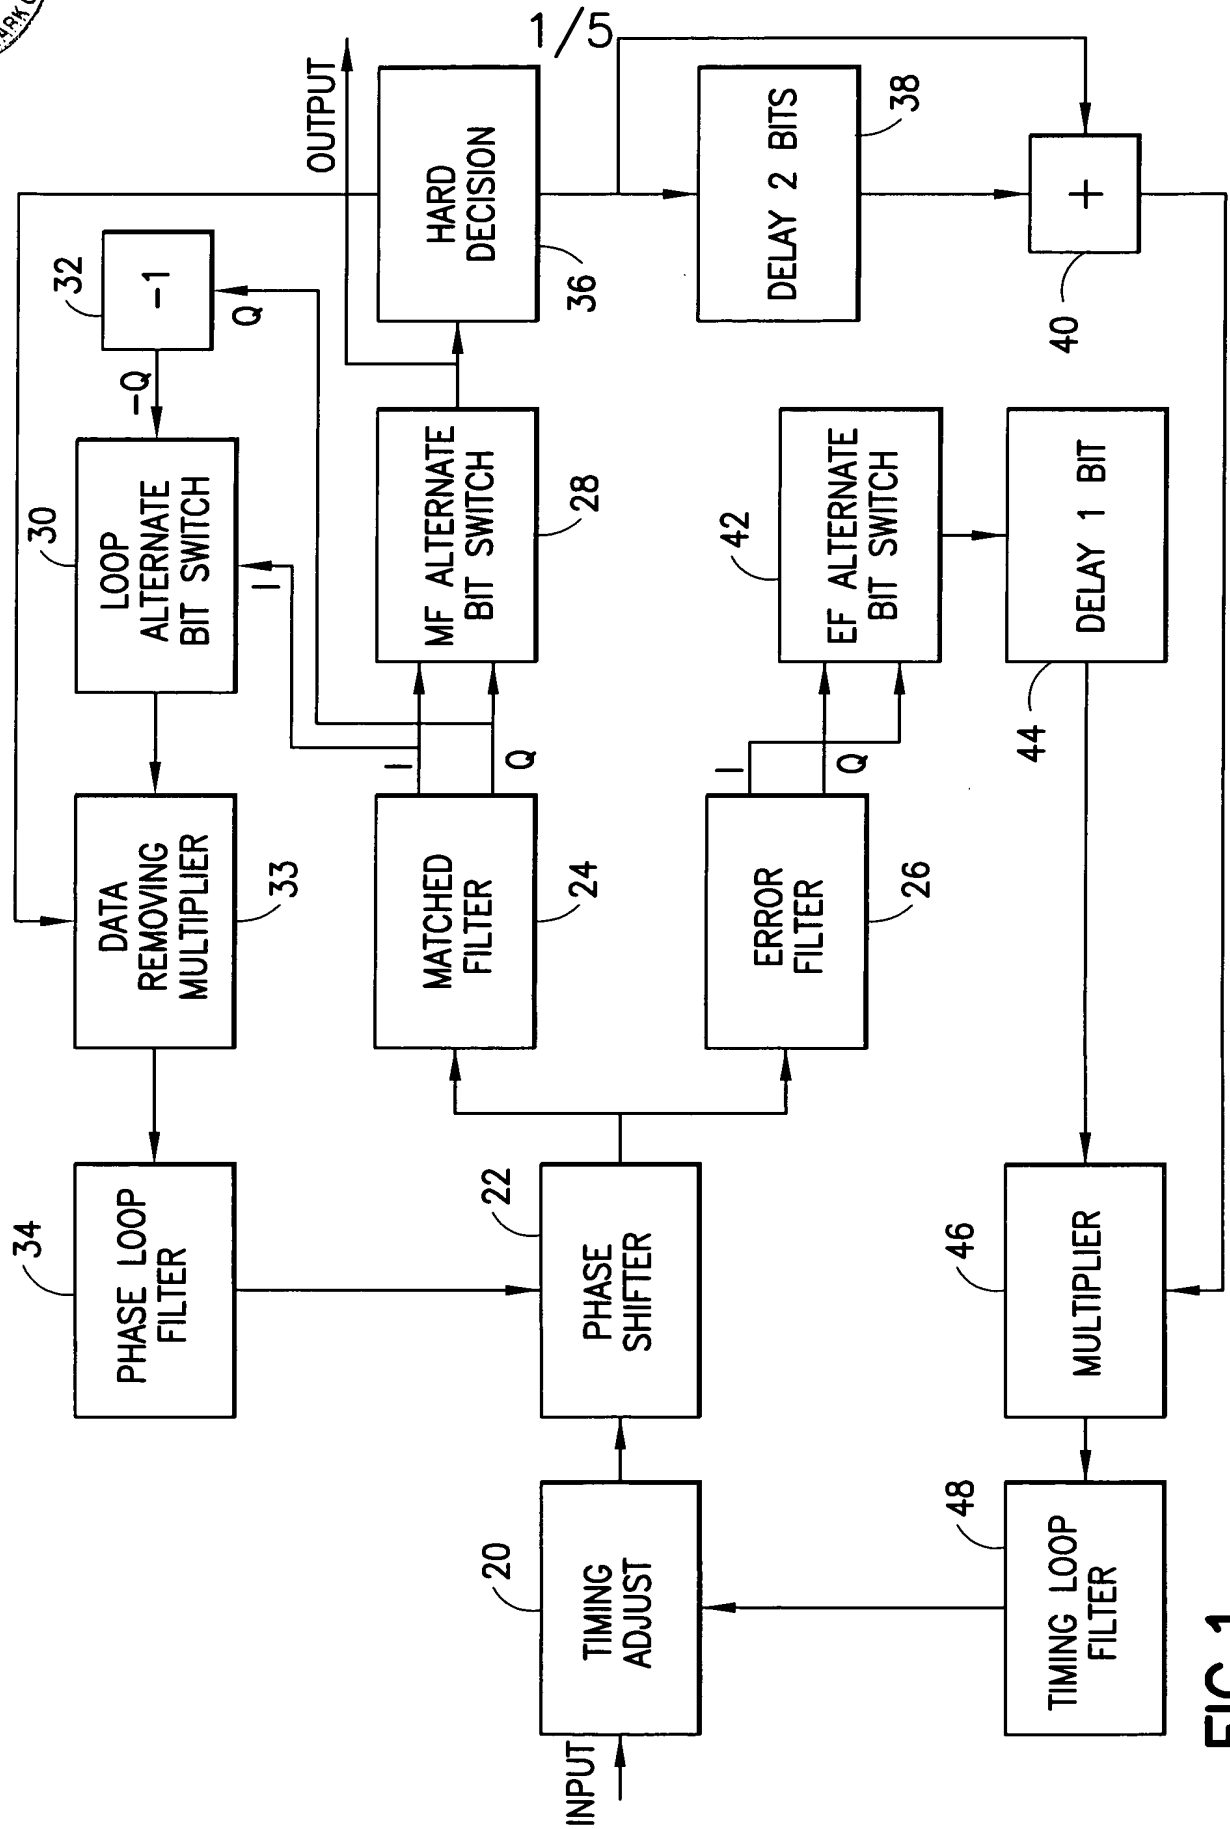 1/5
ARK
OUTPUT
32
-1
Q
-Q
30
LOOP
ALTERNATE
BIT SWITCH
I
DATA
REMOVING
MULTIPLIER
33
34
PHASE LOOP
FILTER
HARD
DECISION
36
MF ALTERNATE
BIT SWITCH
28
I
Q
MATCHED
FILTER
24
22
PHASE
SHIFTER
20
TIMING
ADJUST
INPUT
DELAY 2 BITS
38
42
EF ALTERNATE
BIT SWITCH
I
Q
ERROR
FILTER
26
+
40
DELAY 1 BIT
44
46
MULTIPLIER
48
TIMING LOOP
FILTER
FIG.1